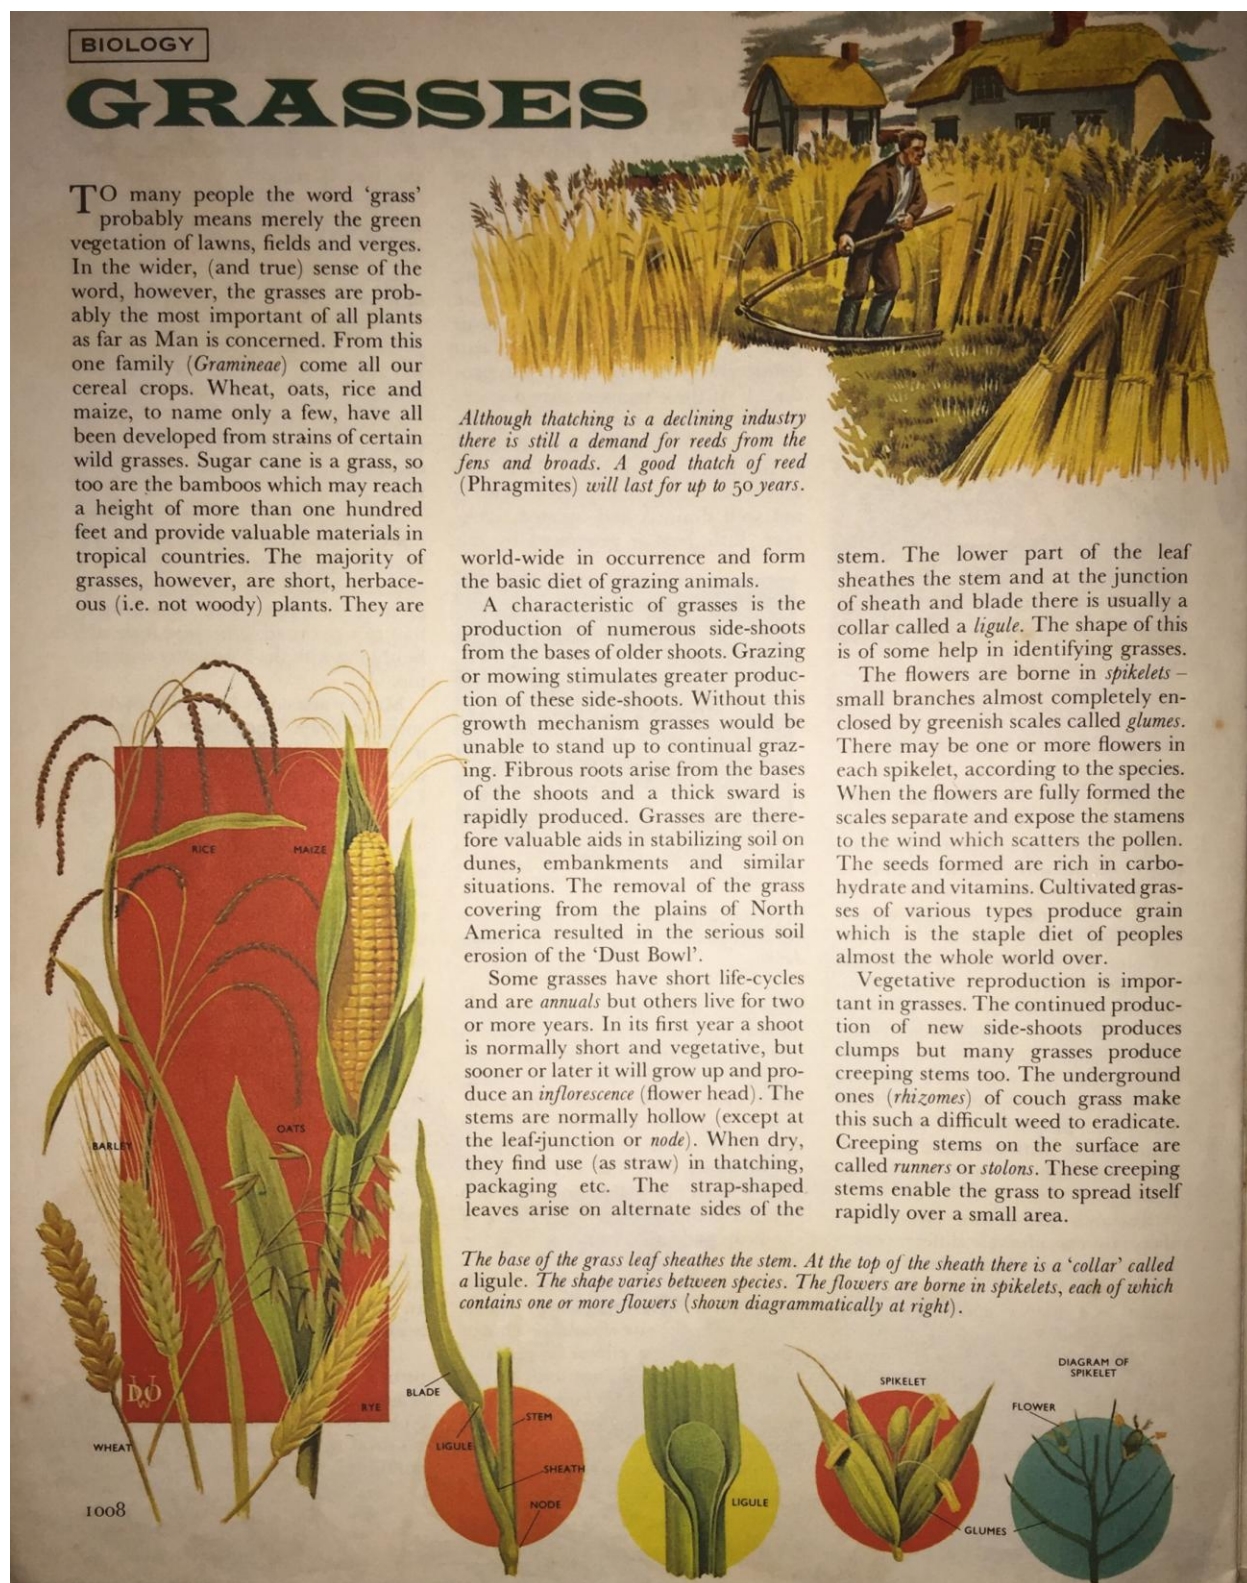 BIOLOGY
GRASSES
TO many people the word ‘grass’
probably means merely the green
vegetation of lawns, fields and verges.
In the wider, (and true) sense of the
word, however, the grasses are prob-
ably the most important of all plants
as far as Man is concerned. From this
one family (Gramineae) come all our
cereal crops. Wheat, oats, rice and
maize, to name only a few, have all
been developed from strains of certain
wild grasses. Sugar cane is a grass, so
too are the bamboos which may reach
a height of more than one hundred
feet and provide valuable materials in
tropical countries. The majority of
grasses, however, are short, herbace-
ous (i.e. not woody) plants. They are
Although thatching is a declining industry
there is still a demand for reeds from the
fens and broads. A good thatch of reed
(Phragmites) will last for up to 50 years.
world-wide in occurrence and form
the basic diet of grazing animals.
A characteristic of grasses is the
production of numerous side-shoots
from the bases of older shoots. Grazing
or mowing stimulates greater produc-
tion of these side-shoots. Without this
growth mechanism grasses would be
unable to stand up to continual graz-
ing. Fibrous roots arise from the bases
of the shoots and a thick sward is
rapidly produced. Grasses are there-
fore valuable aids in stabilizing soil on
dunes, embankments and similar
situations. The removal of the grass
covering from the plains of North
America resulted in the serious soil
erosion of the ‘Dust Bowl’.
Some grasses have short life-cycles
and are annuals but others live for two
or more years. In its first year a shoot
is normally short and vegetative, but
sooner or later it will grow up and pro-
duce an inflorescence (flower head). The
stems are normally hollow (except at
the leaf-junction or node). When dry,
they find use (as straw) in thatching,
packaging etc. The strap-shaped
leaves arise on alternate sides of the
stem. The lower part of the leaf
sheathes the stem and at the junction
of sheath and blade there is usually a
collar called a ligule. The shape of this
is of some help in identifying grasses.
The flowers are borne in spikelets –
small branches almost completely en-
closed by greenish scales called glumes.
There may be one or more flowers in
each spikelet, according to the species.
When the flowers are fully formed the
scales separate and expose the stamens
to the wind which scatters the pollen.
The seeds formed are rich in carbo-
hydrate and vitamins. Cultivated gras-
ses of various types produce grain
which is the staple diet of peoples
almost the whole world over.
Vegetative reproduction is impor-
tant in grasses. The continued produc-
tion of new side-shoots produces
clumps but many grasses produce
creeping stems too. The underground
ones (rhizomes) of couch grass make
this such a difficult weed to eradicate.
Creeping stems on the surface are
called runners or stolons. These creeping
stems enable the grass to spread itself
rapidly over a small area.
The base of the grass leaf sheathes the stem. At the top of the sheath there is a ‘collar’ called
a ligule. The shape varies between species. The flowers are borne in spikelets, each of which
contains one or more flowers (shown diagrammatically at right).
RICE
MAIZE
BARLEY
OATS
RYE
WHEAT
BLADE
STEM
LIGULE
SHEATH
NODE
LIGULE
SPIKELET
DIAGRAM OF
SPIKELET
FLOWER
GLUMES
1008